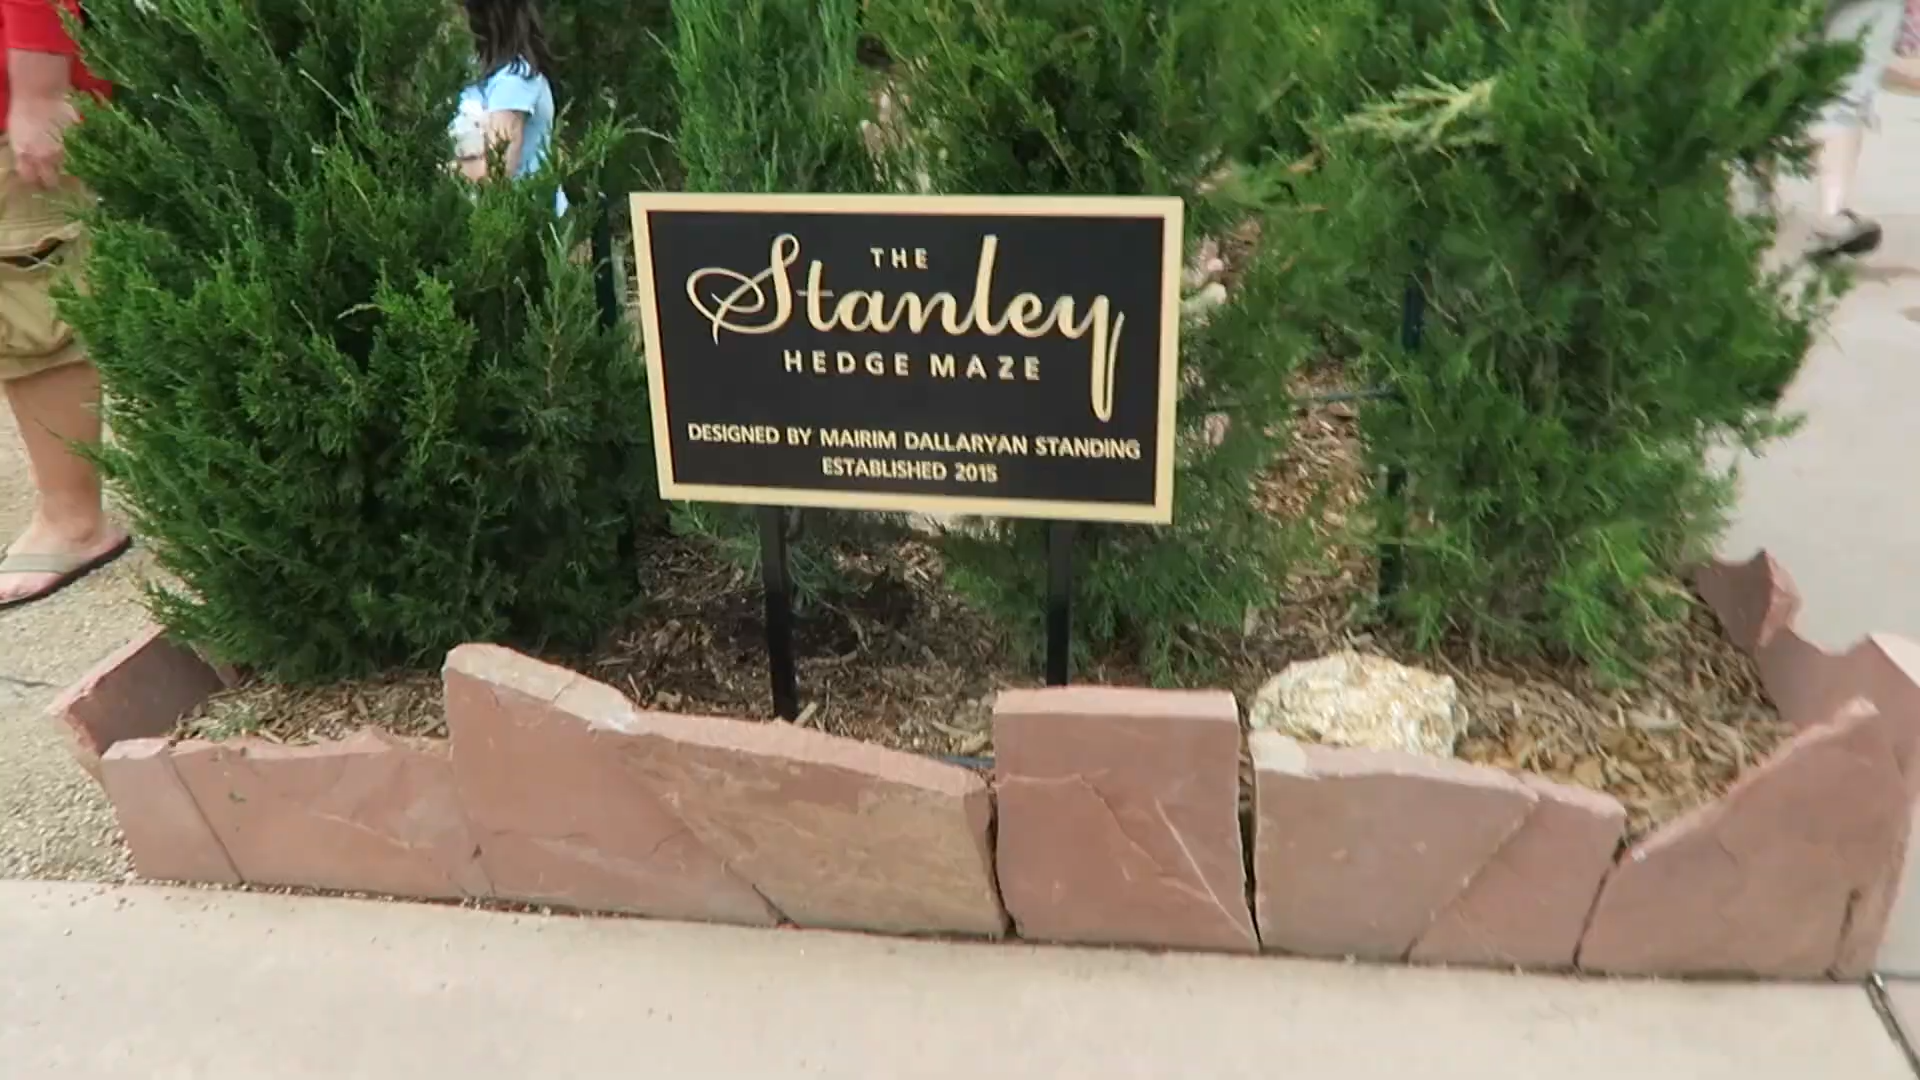 THE
Stanley
HEDGE MAZE
DESIGNED BY MAIRIM DALLARYAN STANDING
ESTABLISHED 2015